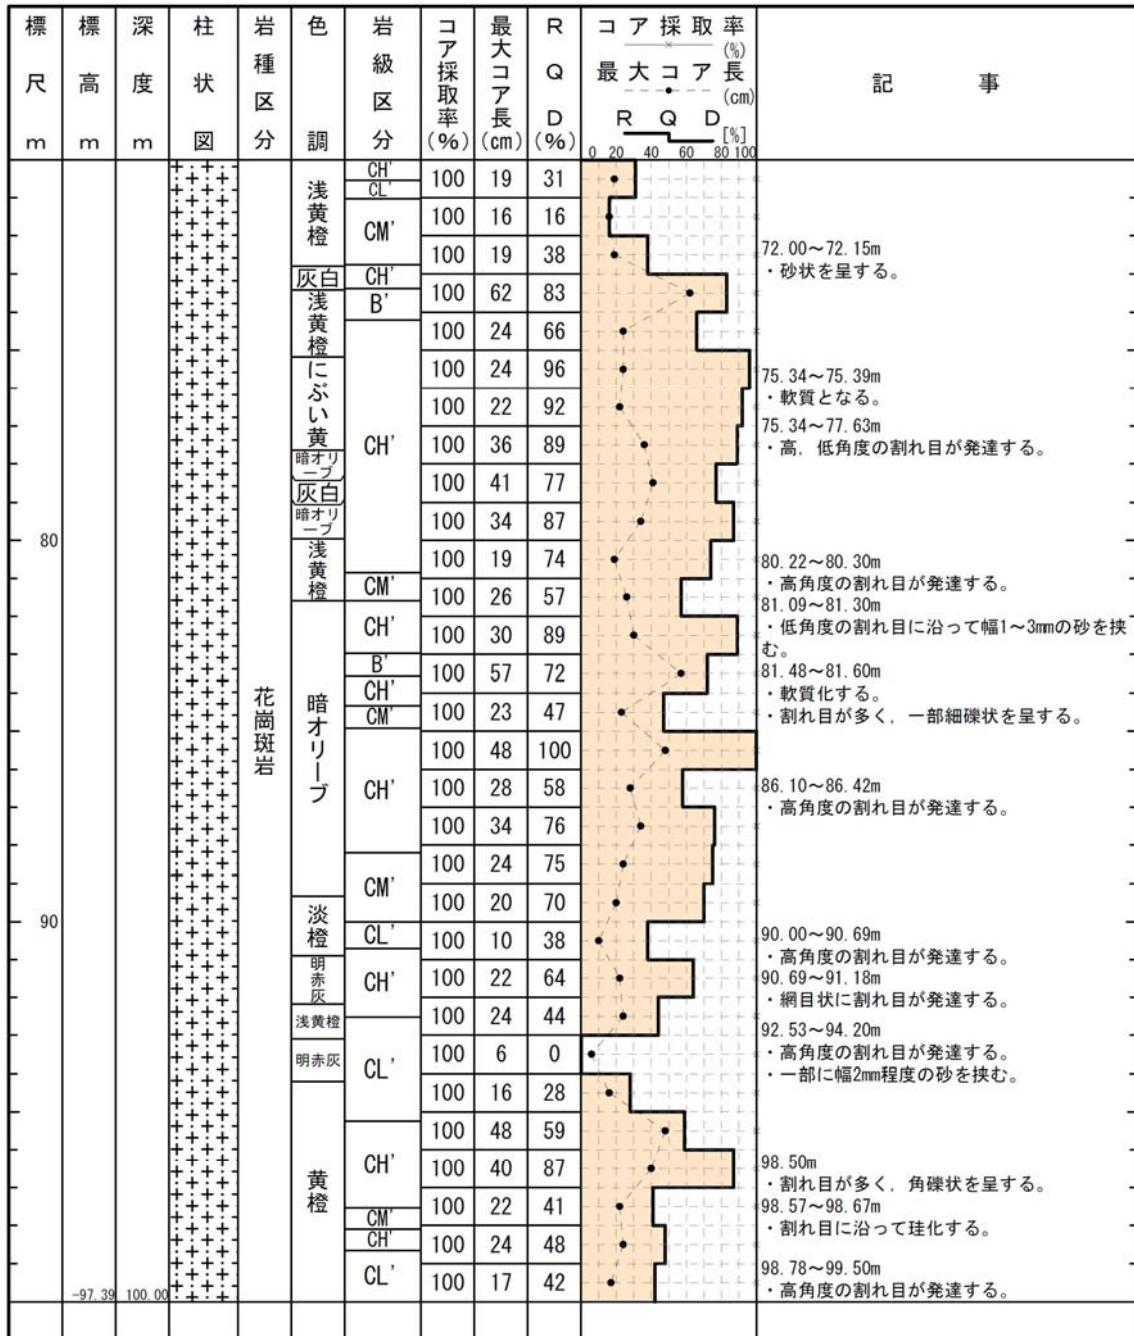 標尺m
標高m
深度m
柱状図
岩種区分
色調
岩級区分
コア採取率(%)
最大コア長(cm)
RQD(%)
コア採取率
(%)
最大コア長
(cm)
RQD
[%]
0 20 40 60 80 100
記事
80
90
-97.39 100.00
花崗斑岩
浅黄橙
灰白
浅黄橙
にぶい黄
暗オリーブ
灰白
暗オリーブ
浅黄橙
暗オリーブ
淡橙
明赤灰
浅黄橙
明赤灰
黄橙
CH'
CL'
CM'
CH'
B'
CH'
CM'
CH'
B'
CH'
CM'
CH'
CM'
CL'
CH'
CL'
CH'
CM'
CH'
CL'
100 19 31
100 16 16
100 19 38
100 62 83
100 24 66
100 24 96
100 22 92
100 36 89
100 41 77
100 34 87
100 19 74
100 26 57
100 30 89
100 57 72
100 23 47
100 48 100
100 28 58
100 34 76
100 24 75
100 20 70
100 10 38
100 22 64
100 24 44
100 6 0
100 16 28
100 48 59
100 40 87
100 22 41
100 24 48
100 17 42
72.00～72.15m
・砂状を呈する。
75.34～75.39m
・軟質となる。
75.34～77.63m
・高，低角度の割れ目が発達する。
80.22～80.30m
・高角度の割れ目が発達する。
81.09～81.30m
・低角度の割れ目に沿って幅1～3mmの砂を挟
む。
81.48～81.60m
・軟質化する。
・割れ目が多く，一部細礫状を呈する。
86.10～86.42m
・高角度の割れ目が発達する。
90.00～90.69m
・高角度の割れ目が発達する。
90.69～91.18m
・網目状に割れ目が発達する。
92.53～94.20m
・高角度の割れ目が発達する。
・一部に幅2mm程度の砂を挟む。
98.50m
・割れ目が多く，角礫状を呈する。
98.57～98.67m
・割れ目に沿って珪化する。
98.78～99.50m
・高角度の割れ目が発達する。